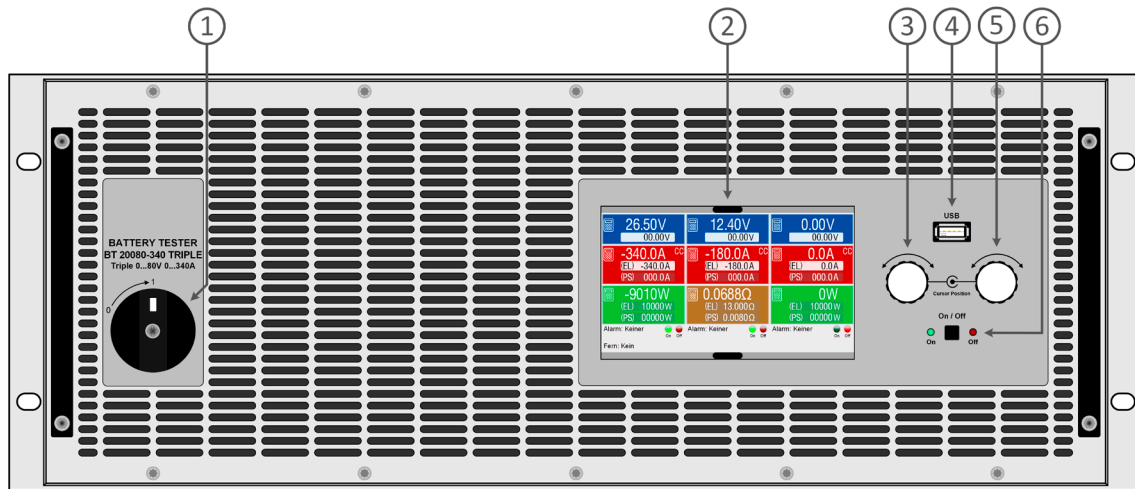 1 2 3 4 5 6
USB
BATTERY TESTER
BT 20080-340 TRIPLE
Triple 0...80V 0...340A
0 1
26.50V 12.40V 0.00V
00.00V 00.00V 00.00V
-340.0A CC -180.0A CC 0.0A CC
(EL) -340.0A (EL) -180.0A (EL) 0.0A
(PS) 000.0A (PS) 000.0A (PS) 000.0A
-9010W 0.0688Ω 0W
(EL) 10000W (EL) 13.000Ω (EL) 10000W
(PS) 00000W (PS) 0.0080Ω (PS) 00000W
Alarm: Keiner On Off Alarm: Keiner On Off Alarm: Keiner On Off
Fern: Kein
Cursor Position
On / Off
On Off